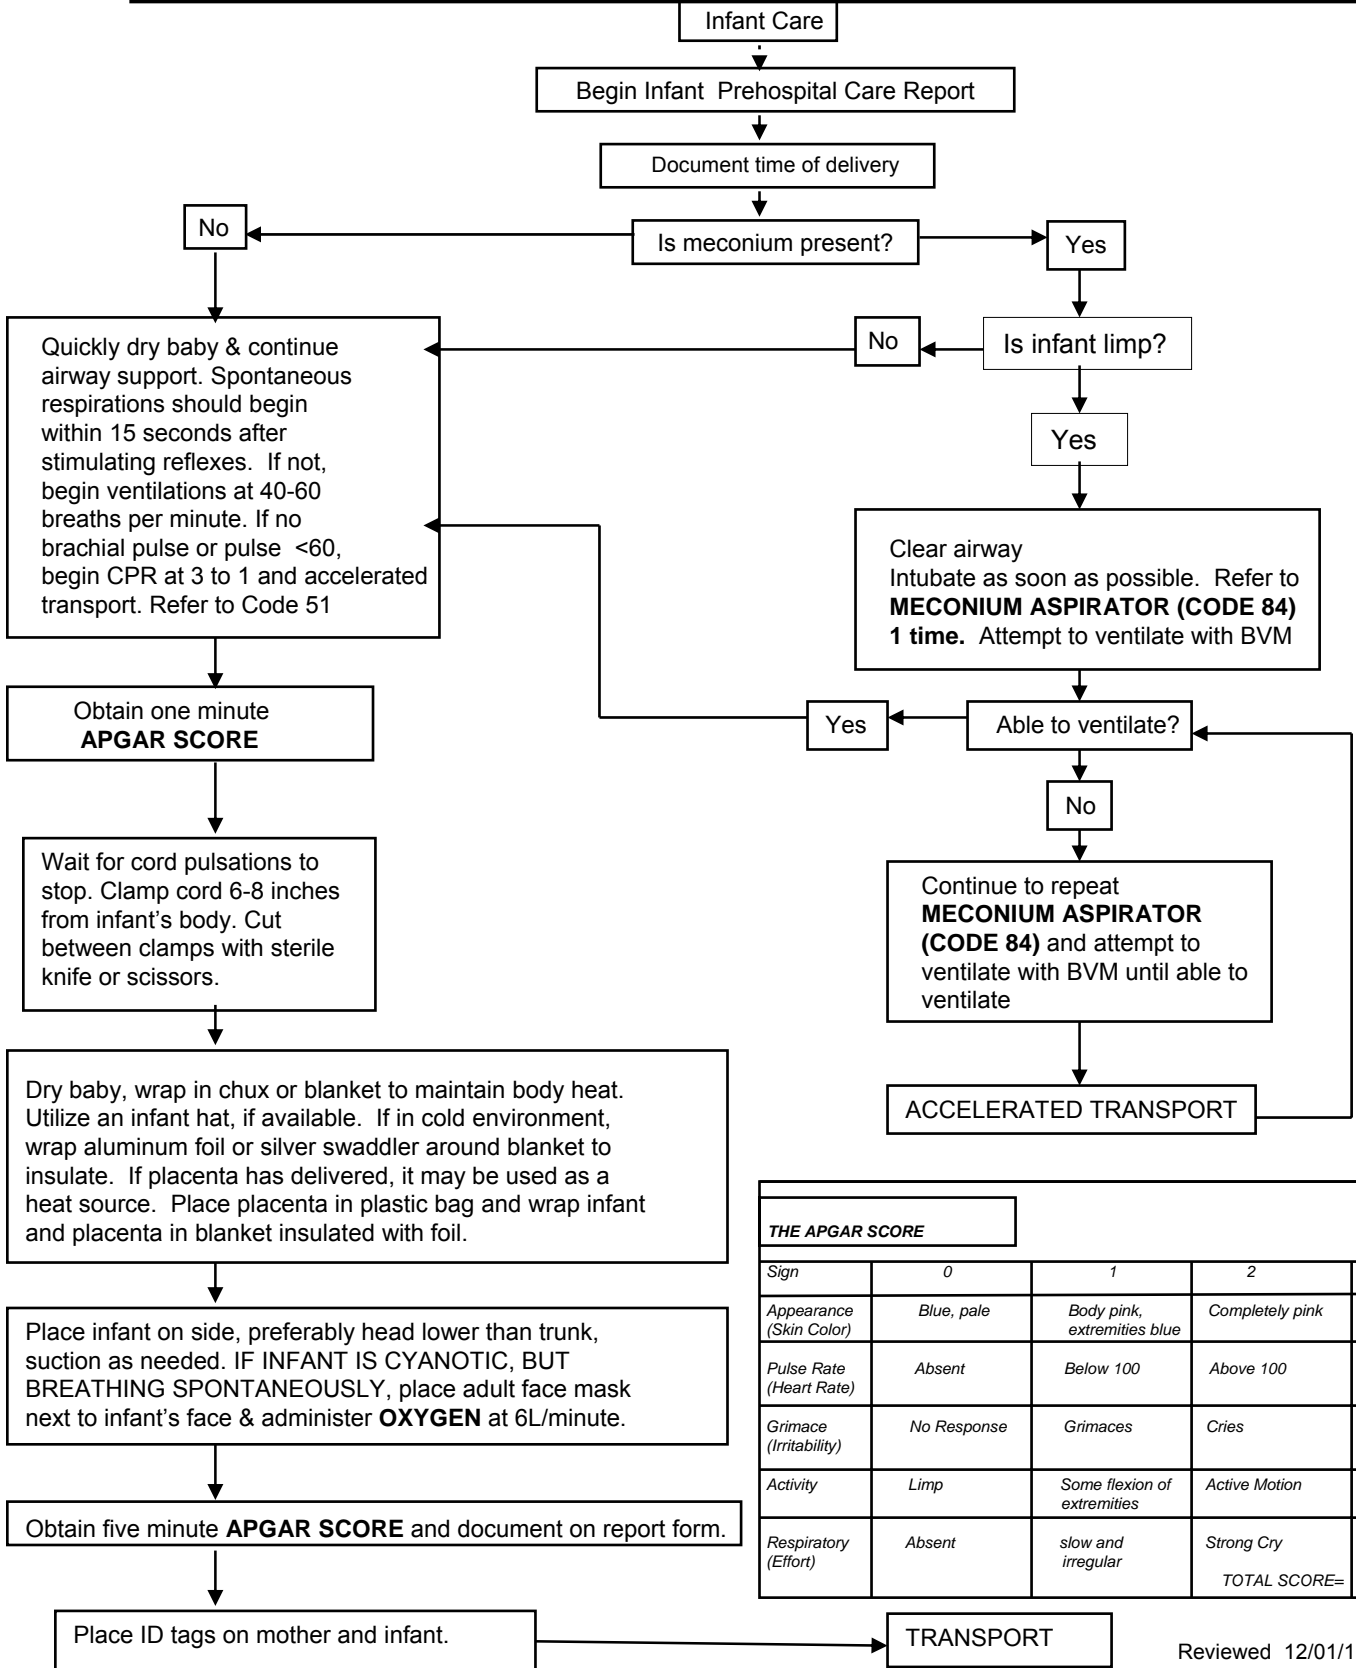 Infant Care
Begin Infant Prehospital Care Report
Document time of delivery
Is meconium present?
No
Yes
Is infant limp?
No
Yes
Quickly dry baby & continue
airway support. Spontaneous
respirations should begin
within 15 seconds after
stimulating reflexes. If not,
begin ventilations at 40-60
breaths per minute. If no
brachial pulse or pulse <60,
begin CPR at 3 to 1 and accelerated
transport. Refer to Code 51
Clear airway
Intubate as soon as possible. Refer to
MECONIUM ASPIRATOR (CODE 84)
1 time. Attempt to ventilate with BVM
Able to ventilate?
Yes
No
Continue to repeat
MECONIUM ASPIRATOR
(CODE 84) and attempt to
ventilate with BVM until able to
ventilate
ACCELERATED TRANSPORT
Obtain one minute
APGAR SCORE
Wait for cord pulsations to
stop. Clamp cord 6-8 inches
from infant’s body. Cut
between clamps with sterile
knife or scissors.
Dry baby, wrap in chux or blanket to maintain body heat.
Utilize an infant hat, if available. If in cold environment,
wrap aluminum foil or silver swaddler around blanket to
insulate. If placenta has delivered, it may be used as a
heat source. Place placenta in plastic bag and wrap infant
and placenta in blanket insulated with foil.
Place infant on side, preferably head lower than trunk,
suction as needed. IF INFANT IS CYANOTIC, BUT
BREATHING SPONTANEOUSLY, place adult face mask
next to infant’s face & administer OXYGEN at 6L/minute.
Obtain five minute APGAR SCORE and document on report form.
Place ID tags on mother and infant.
TRANSPORT
THE APGAR SCORE
Sign 0 1 2
Appearance (Skin Color) Blue, pale Body pink, extremities blue Completely pink
Pulse Rate (Heart Rate) Absent Below 100 Above 100
Grimace (Irritability) No Response Grimaces Cries
Activity Limp Some flexion of extremities Active Motion
Respiratory (Effort) Absent slow and irregular Strong Cry
TOTAL SCORE=
Reviewed 12/01/1